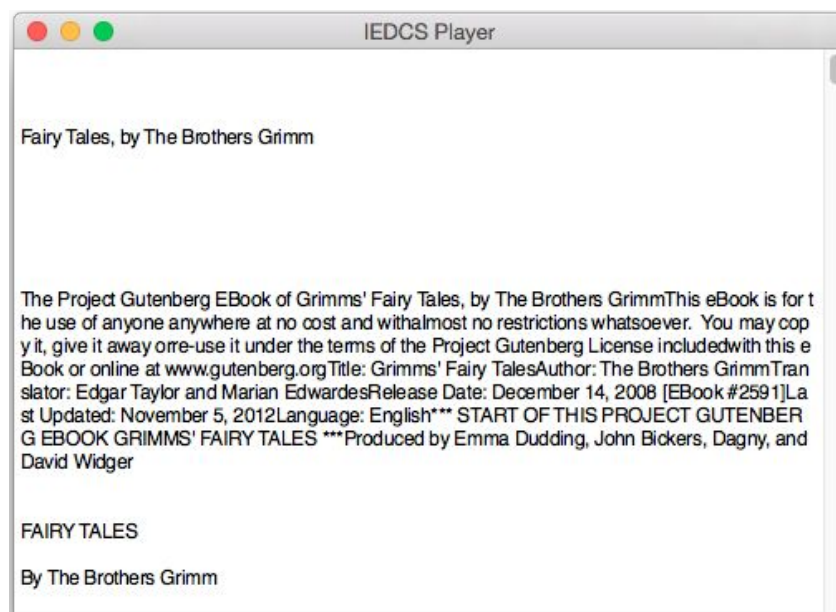 IEDCS Player
Fairy Tales, by The Brothers Grimm
The Project Gutenberg EBook of Grimms' Fairy Tales, by The Brothers GrimmThis eBook is for t
he use of anyone anywhere at no cost and withalmost no restrictions whatsoever.  You may cop
y it, give it away orre-use it under the terms of the Project Gutenberg License includedwith this e
Book or online at www.gutenberg.orgTitle: Grimms' Fairy TalesAuthor: The Brothers GrimmTran
slator: Edgar Taylor and Marian EdwardesRelease Date: December 14, 2008 [EBook #2591]La
st Updated: November 5, 2012Language: English*** START OF THIS PROJECT GUTENBER
G EBOOK GRIMMS' FAIRY TALES ***Produced by Emma Dudding, John Bickers, Dagny, and
David Widger
FAIRY TALES
By The Brothers Grimm